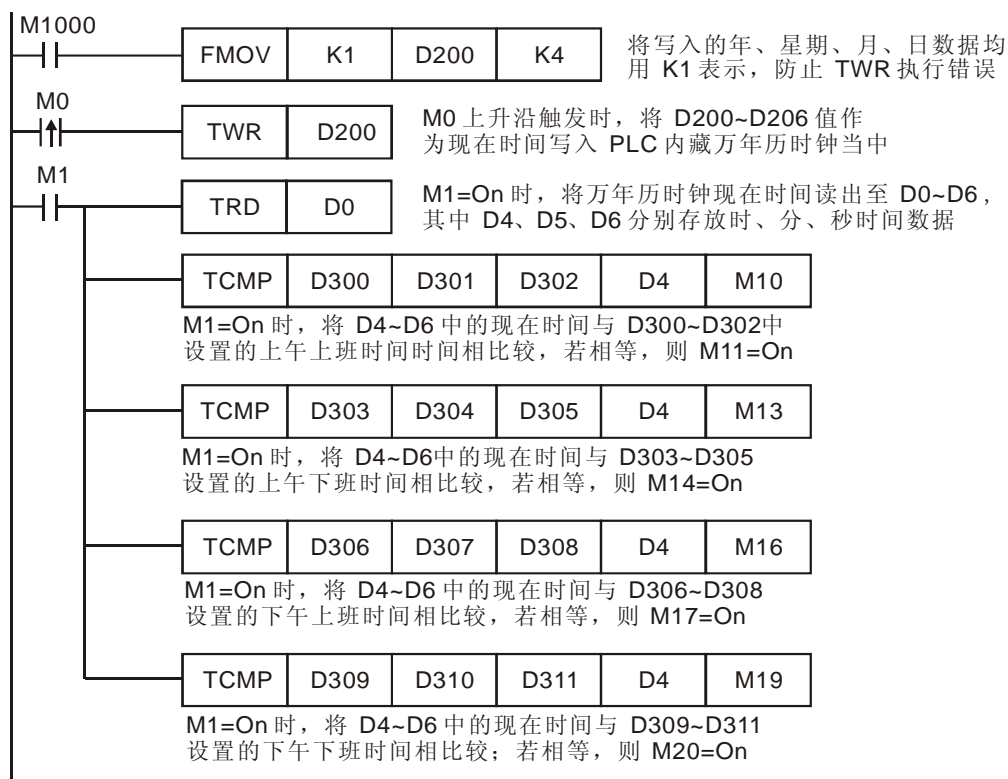 M1000
FMOV K1 D200 K4
将写入的年、星期、月、日数据均
用 K1 表示，防止 TWR 执行错误
M0
TWR D200
M0 上升沿触发时，将 D200~D206 值作
为现在时间写入 PLC 内藏万年历时钟当中
M1
TRD D0
M1=On 时，将万年历时钟现在时间读出至 D0~D6，
其中 D4、D5、D6 分别存放时、分、秒时间数据
TCMP D300 D301 D302 D4 M10
M1=On 时，将 D4~D6 中的现在时间与 D300~D302中
设置的上午上班时间时间相比较，若相等，则 M11=On
TCMP D303 D304 D305 D4 M13
M1=On 时，将 D4~D6中的现在时间与 D303~D305
设置的上午下班时间相比较，若相等，则 M14=On
TCMP D306 D307 D308 D4 M16
M1=On 时，将 D4~D6 中的现在时间与 D306~D308
设置的下午上班时间相比较，若相等，则 M17=On
TCMP D309 D310 D311 D4 M19
M1=On 时，将 D4~D6 中的现在时间与 D309~D311
设置的下午下班时间相比较；若相等，则 M20=On